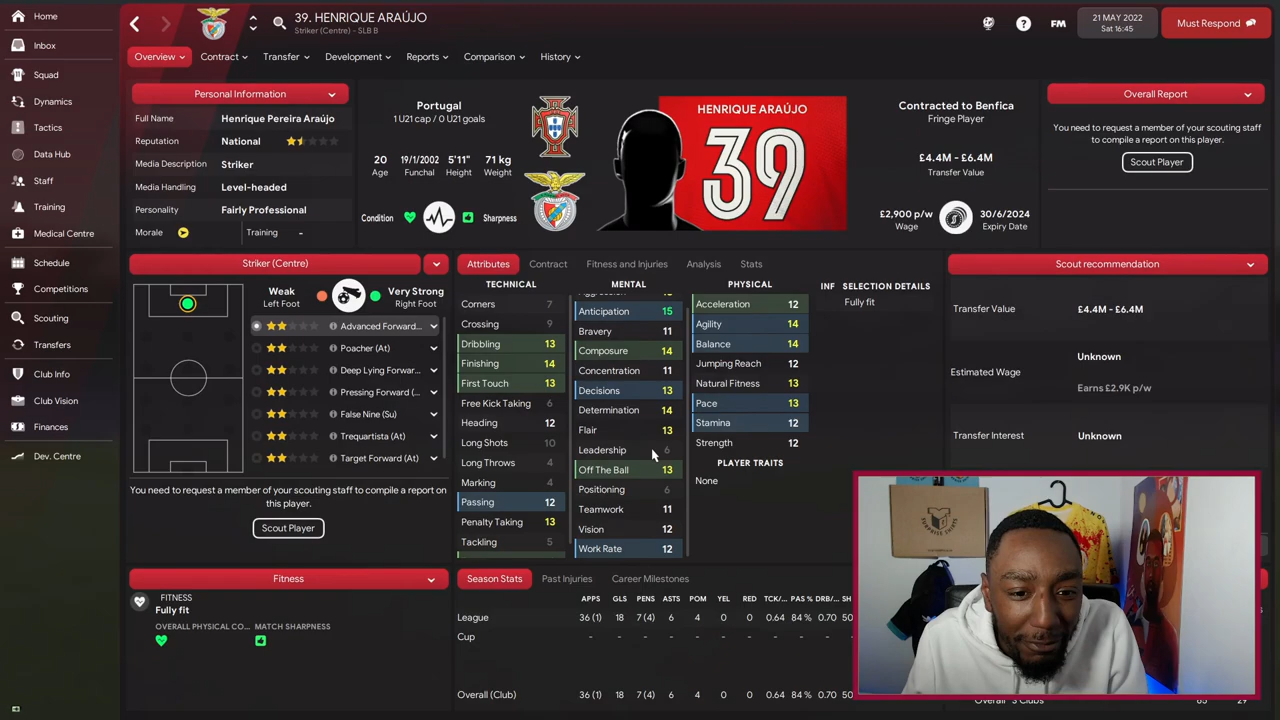 Home
Inbox
Squad
Dynamics
Tactics
Data Hub
Staff
Training
Medical Centre
Schedule
Competitions
Scouting
Transfers
Club Info
Club Vision
Finances
Dev. Centre
39. HENRIQUE ARAÚJO
Striker (Centre) - SLB B
FM
21 MAY 2022
Sat 16:45
Must Respond
Overview
Contract
Transfer
Development
Reports
Comparison
History
Personal Information
Full Name Henrique Pereira Araújo
Reputation National
Media Description Striker
Media Handling Level-headed
Personality Fairly Professional
Morale Training -
Portugal
1 U21 cap / 0 U21 goals
20 19/1/2002 5'11" 71 kg
Age Funchal Height Weight
Condition Sharpness
HENRIQUE ARAÚJO
39
Contracted to Benfica
Fringe Player
£4.4M - £6.4M
Transfer Value
£2,900 p/w 30/6/2024
Wage Expiry Date
Overall Report
You need to request a member of your scouting staff
to compile a report on this player.
Scout Player
Striker (Centre)
Weak Very Strong
Left Foot Right Foot
Advanced Forward...
Poacher (At)
Deep Lying Forwar...
Pressing Forward (...
False Nine (Su)
Trequartista (At)
Target Forward (At)
You need to request a member of your scouting staff to compile a report on
this player.
Scout Player
Attributes
Contract
Fitness and Injuries
Analysis
Stats
TECHNICAL
Corners 7
Crossing 9
Dribbling 13
Finishing 14
First Touch 13
Free Kick Taking 6
Heading 12
Long Shots 10
Long Throws 4
Marking 4
Passing 12
Penalty Taking 13
Tackling 5
MENTAL
Anticipation 15
Bravery 11
Composure 14
Concentration 11
Decisions 13
Determination 14
Flair 13
Leadership 6
Off The Ball 13
Positioning 6
Teamwork 11
Vision 12
Work Rate 12
PHYSICAL
Acceleration 12
Agility 14
Balance 14
Jumping Reach 12
Natural Fitness 13
Pace 13
Stamina 12
Strength 12
PLAYER TRAITS
None
INF SELECTION DETAILS
Fully fit
Scout recommendation
Transfer Value £4.4M - £6.4M
Estimated Wage Unknown
Earns £2.9K p/w
Transfer Interest Unknown
Fitness
FITNESS
Fully fit
OVERALL PHYSICAL CO... MATCH SHARPNESS
Season Stats
Past Injuries
Career Milestones
APPS GLS PENS ASTS POM YEL RED TCK/... PAS % DRB/... SH
League 36 (1) 18 7 (4) 6 4 0 0 0.64 84 % 0.70 50
Cup - - - - - - - - - -
Overall (Club) 36 (1) 18 7 (4) 6 4 0 0 0.64 84 % 0.70 50
SURPRISE SHIRTS